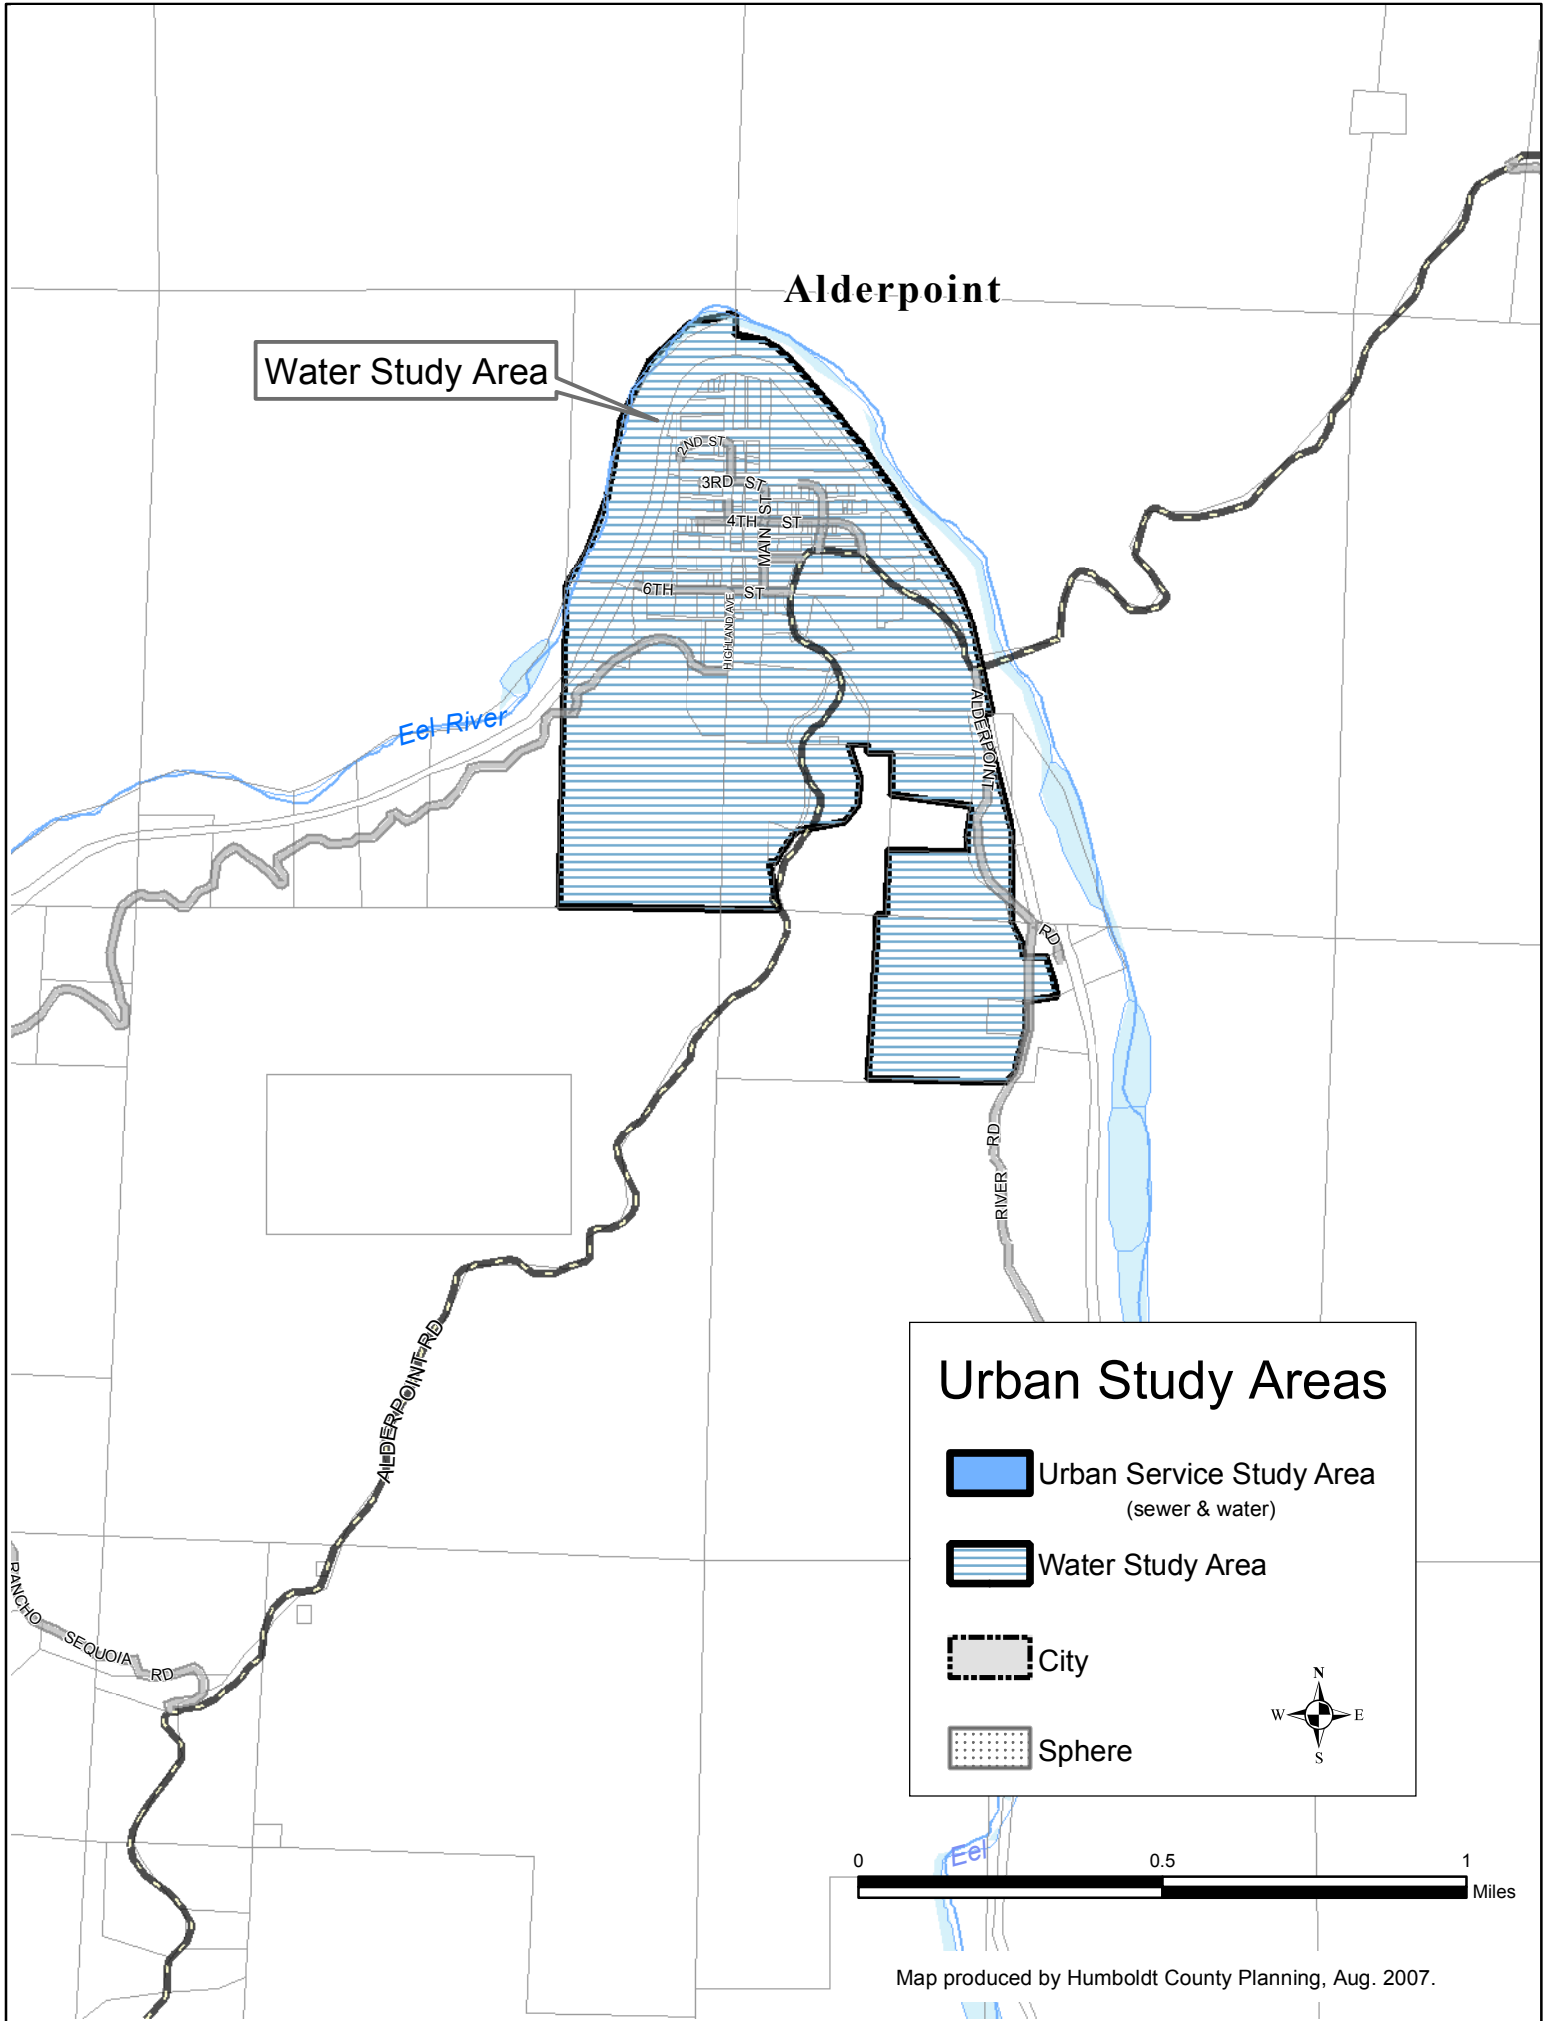 Alderpoint
Water Study Area
2ND ST
3RD ST
4TH ST
MAIN ST
6TH ST
HIGHLAND AVE
Eel River
ALDERPOINT RD
RIVER RD
ALDERPOINT RD
RANCHO SEQUOIA RD
Urban Study Areas
Urban Service Study Area
(sewer & water)
Water Study Area
City
Sphere
N
W E
S
Eel
0 0.5 1
Miles
Map produced by Humboldt County Planning, Aug. 2007.